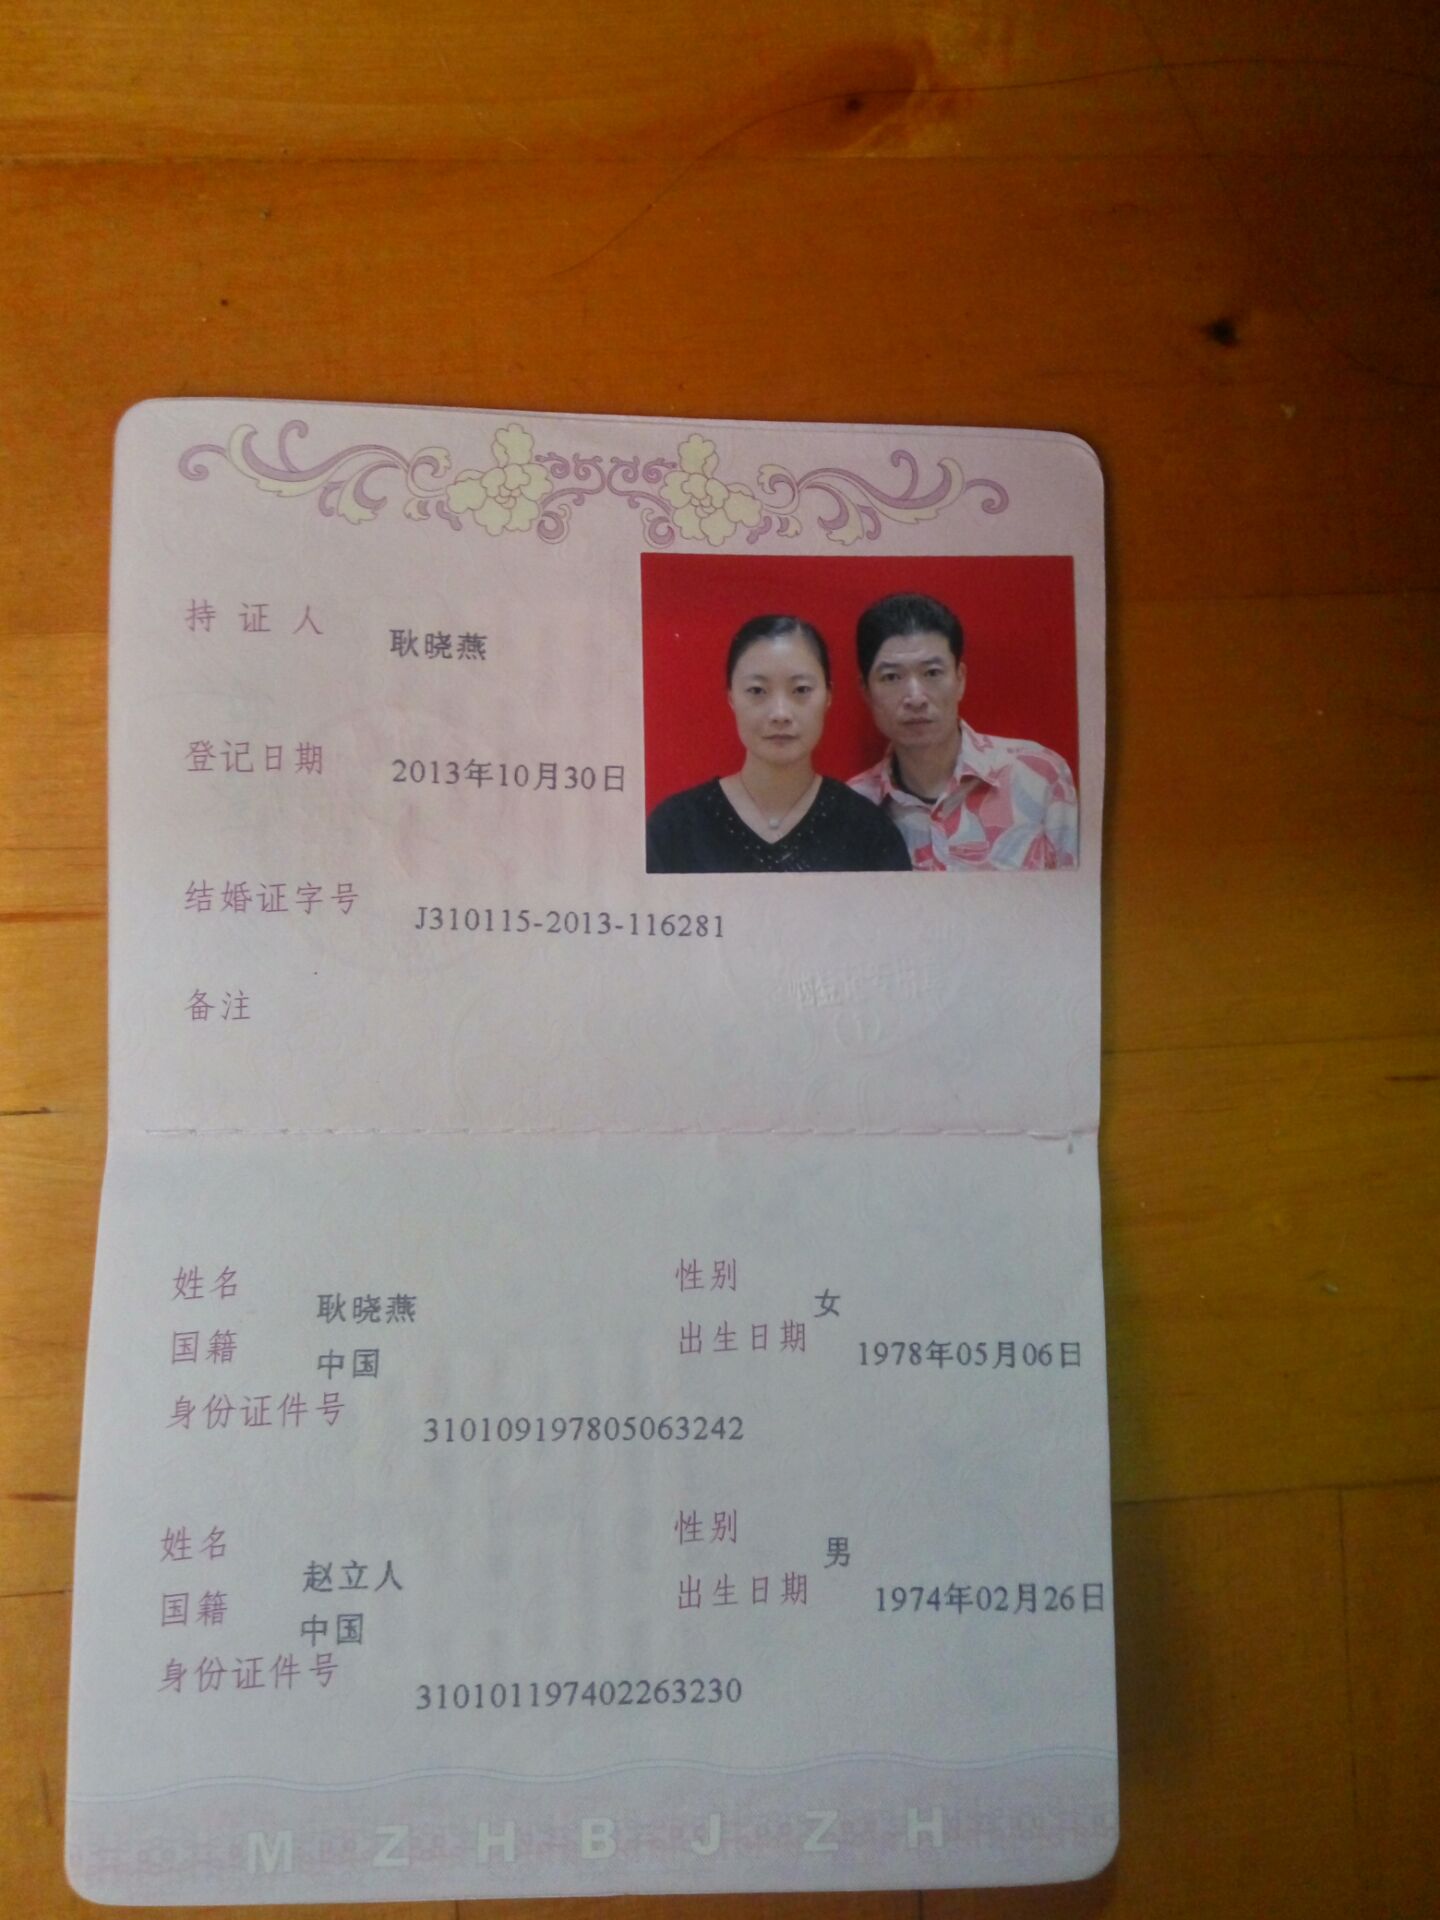 持证人 耿晓燕
登记日期 2013年10月30日
结婚证字号 J310115-2013-116281
备注
姓名 耿晓燕 性别 女
国籍 中国 出生日期 1978年05月06日
身份证件号 310109197805063242
姓名 赵立人 性别 男
国籍 中国 出生日期 1974年02月26日
身份证件号 310101197402263230
MZHBJZH